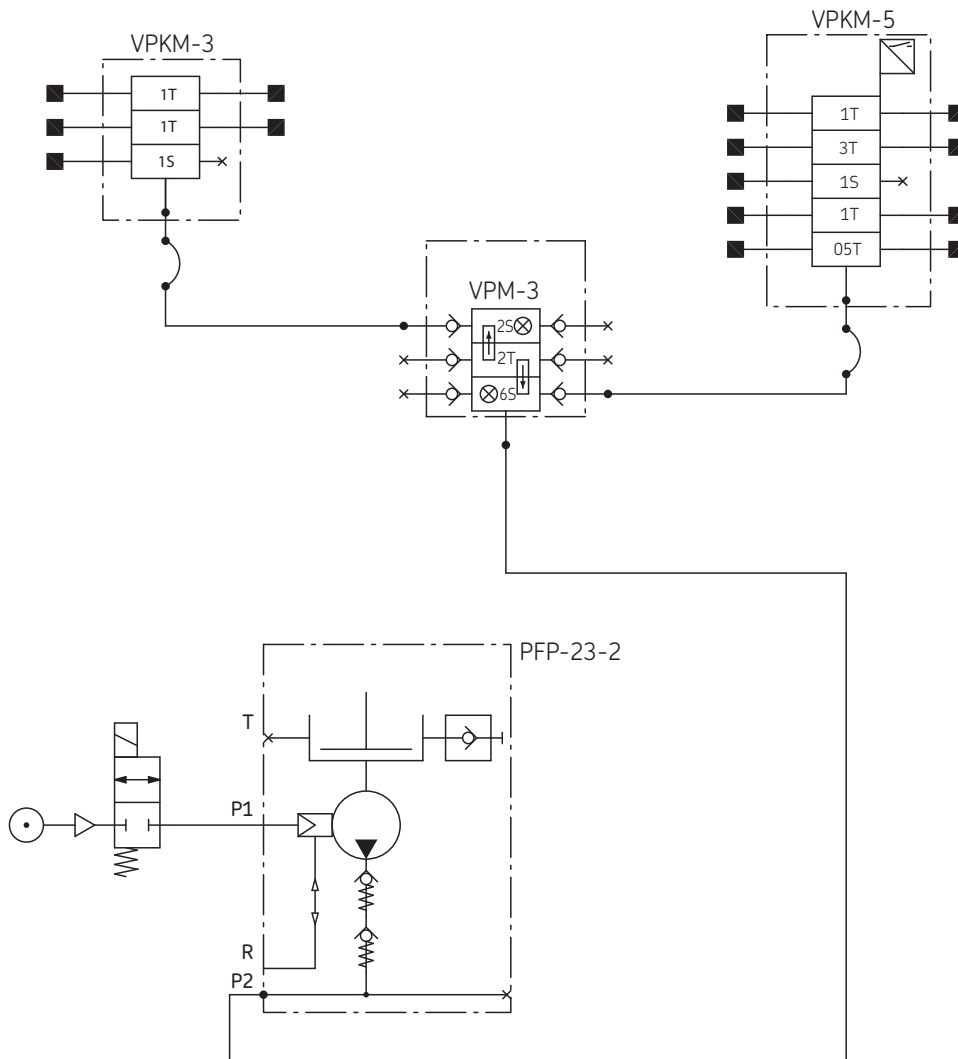 VPKM-5
VPKM-3
1T
1T
1S
1T
3T
1S
1T
05T
VPM-3
2S
2T
6S
PFP-23-2
T
P1
R
P2